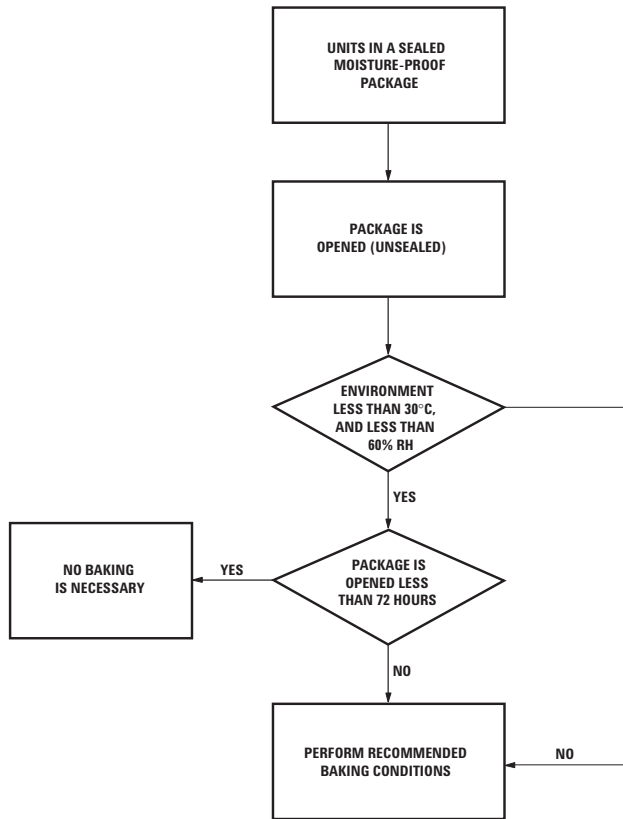 UNITS IN A SEALED
MOISTURE-PROOF
PACKAGE
PACKAGE IS
OPENED (UNSEALED)
ENVIRONMENT
LESS THAN 30°C,
AND LESS THAN
60% RH
YES
NO BAKING
IS NECESSARY
YES
PACKAGE IS
OPENED LESS
THAN 72 HOURS
NO
PERFORM RECOMMENDED
BAKING CONDITIONS
NO